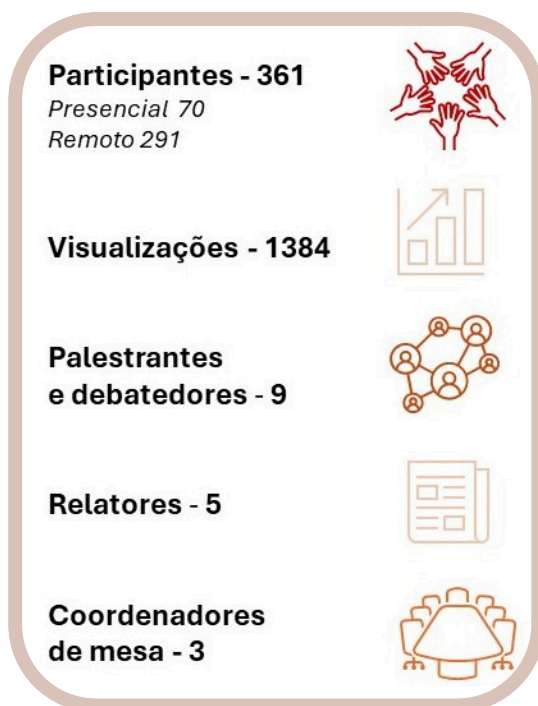 Participantes - 361
Presencial 70
Remoto 291
Visualizações - 1384
Palestrantes
e debatedores - 9
Relatores - 5
Coordenadores
de mesa - 3